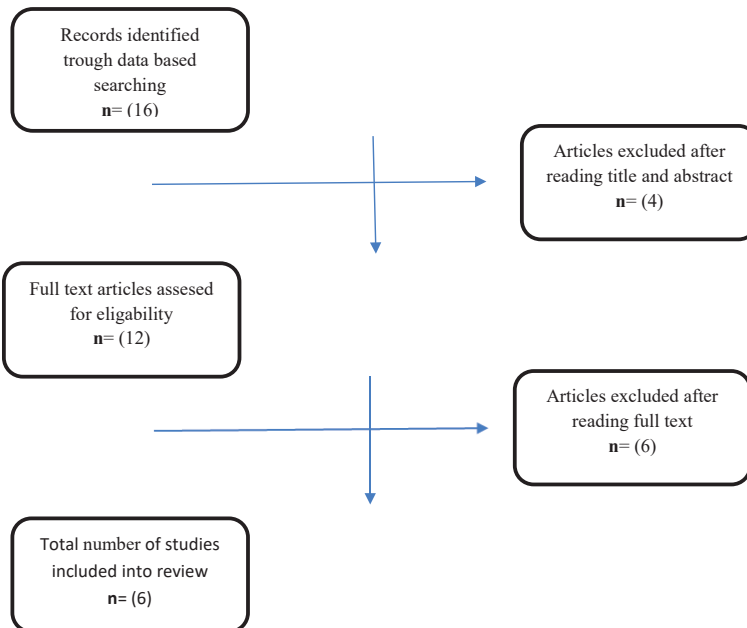 Records identified
trough data based
searching
n= (16)
Articles excluded after
reading title and abstract
n= (4)
Full text articles assesed
for eligability
n= (12)
Articles excluded after
reading full text
n= (6)
Total number of studies
included into review
n= (6)